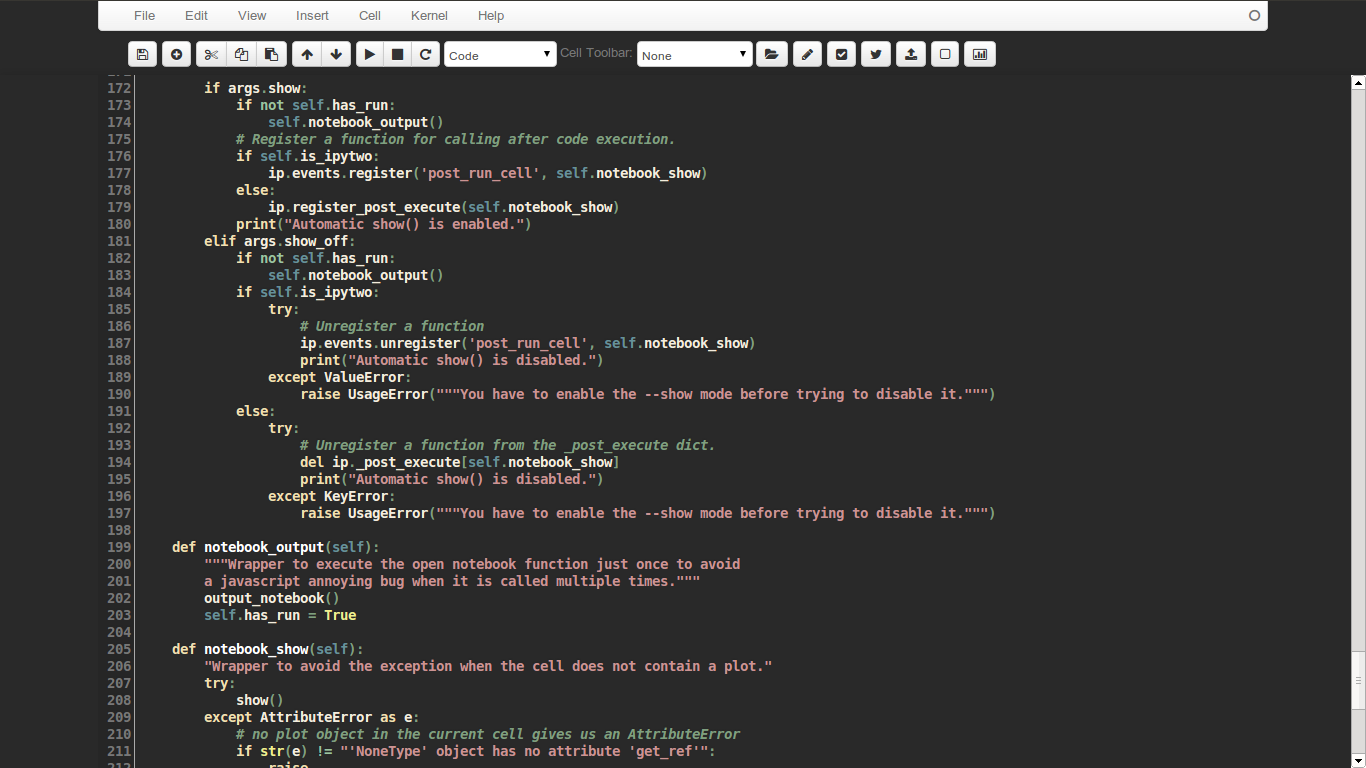 File Edit View Insert Cell Kernel Help
Code Cell Toolbar: None
172         if args.show:
173             if not self.has_run:
174                 self.notebook_output()
175             # Register a function for calling after code execution.
176             if self.is_ipytwo:
177                 ip.events.register('post_run_cell', self.notebook_show)
178             else:
179                 ip.register_post_execute(self.notebook_show)
180             print("Automatic show() is enabled.")
181         elif args.show_off:
182             if not self.has_run:
183                 self.notebook_output()
184             if self.is_ipytwo:
185                 try:
186                     # Unregister a function
187                     ip.events.unregister('post_run_cell', self.notebook_show)
188                     print("Automatic show() is disabled.")
189                 except ValueError:
190                     raise UsageError("""You have to enable the --show mode before trying to disable it.""")
191             else:
192                 try:
193                     # Unregister a function from the _post_execute dict.
194                     del ip._post_execute[self.notebook_show]
195                     print("Automatic show() is disabled.")
196                 except KeyError:
197                     raise UsageError("""You have to enable the --show mode before trying to disable it.""")
198
199     def notebook_output(self):
200         """Wrapper to execute the open notebook function just once to avoid
201         a javascript annoying bug when it is called multiple times."""
202         output_notebook()
203         self.has_run = True
204
205     def notebook_show(self):
206         "Wrapper to avoid the exception when the cell does not contain a plot."
207         try:
208             show()
209         except AttributeError as e:
210             # no plot object in the current cell gives us an AttributeError
211             if str(e) != "'NoneType' object has no attribute 'get_ref'":
212                 raise